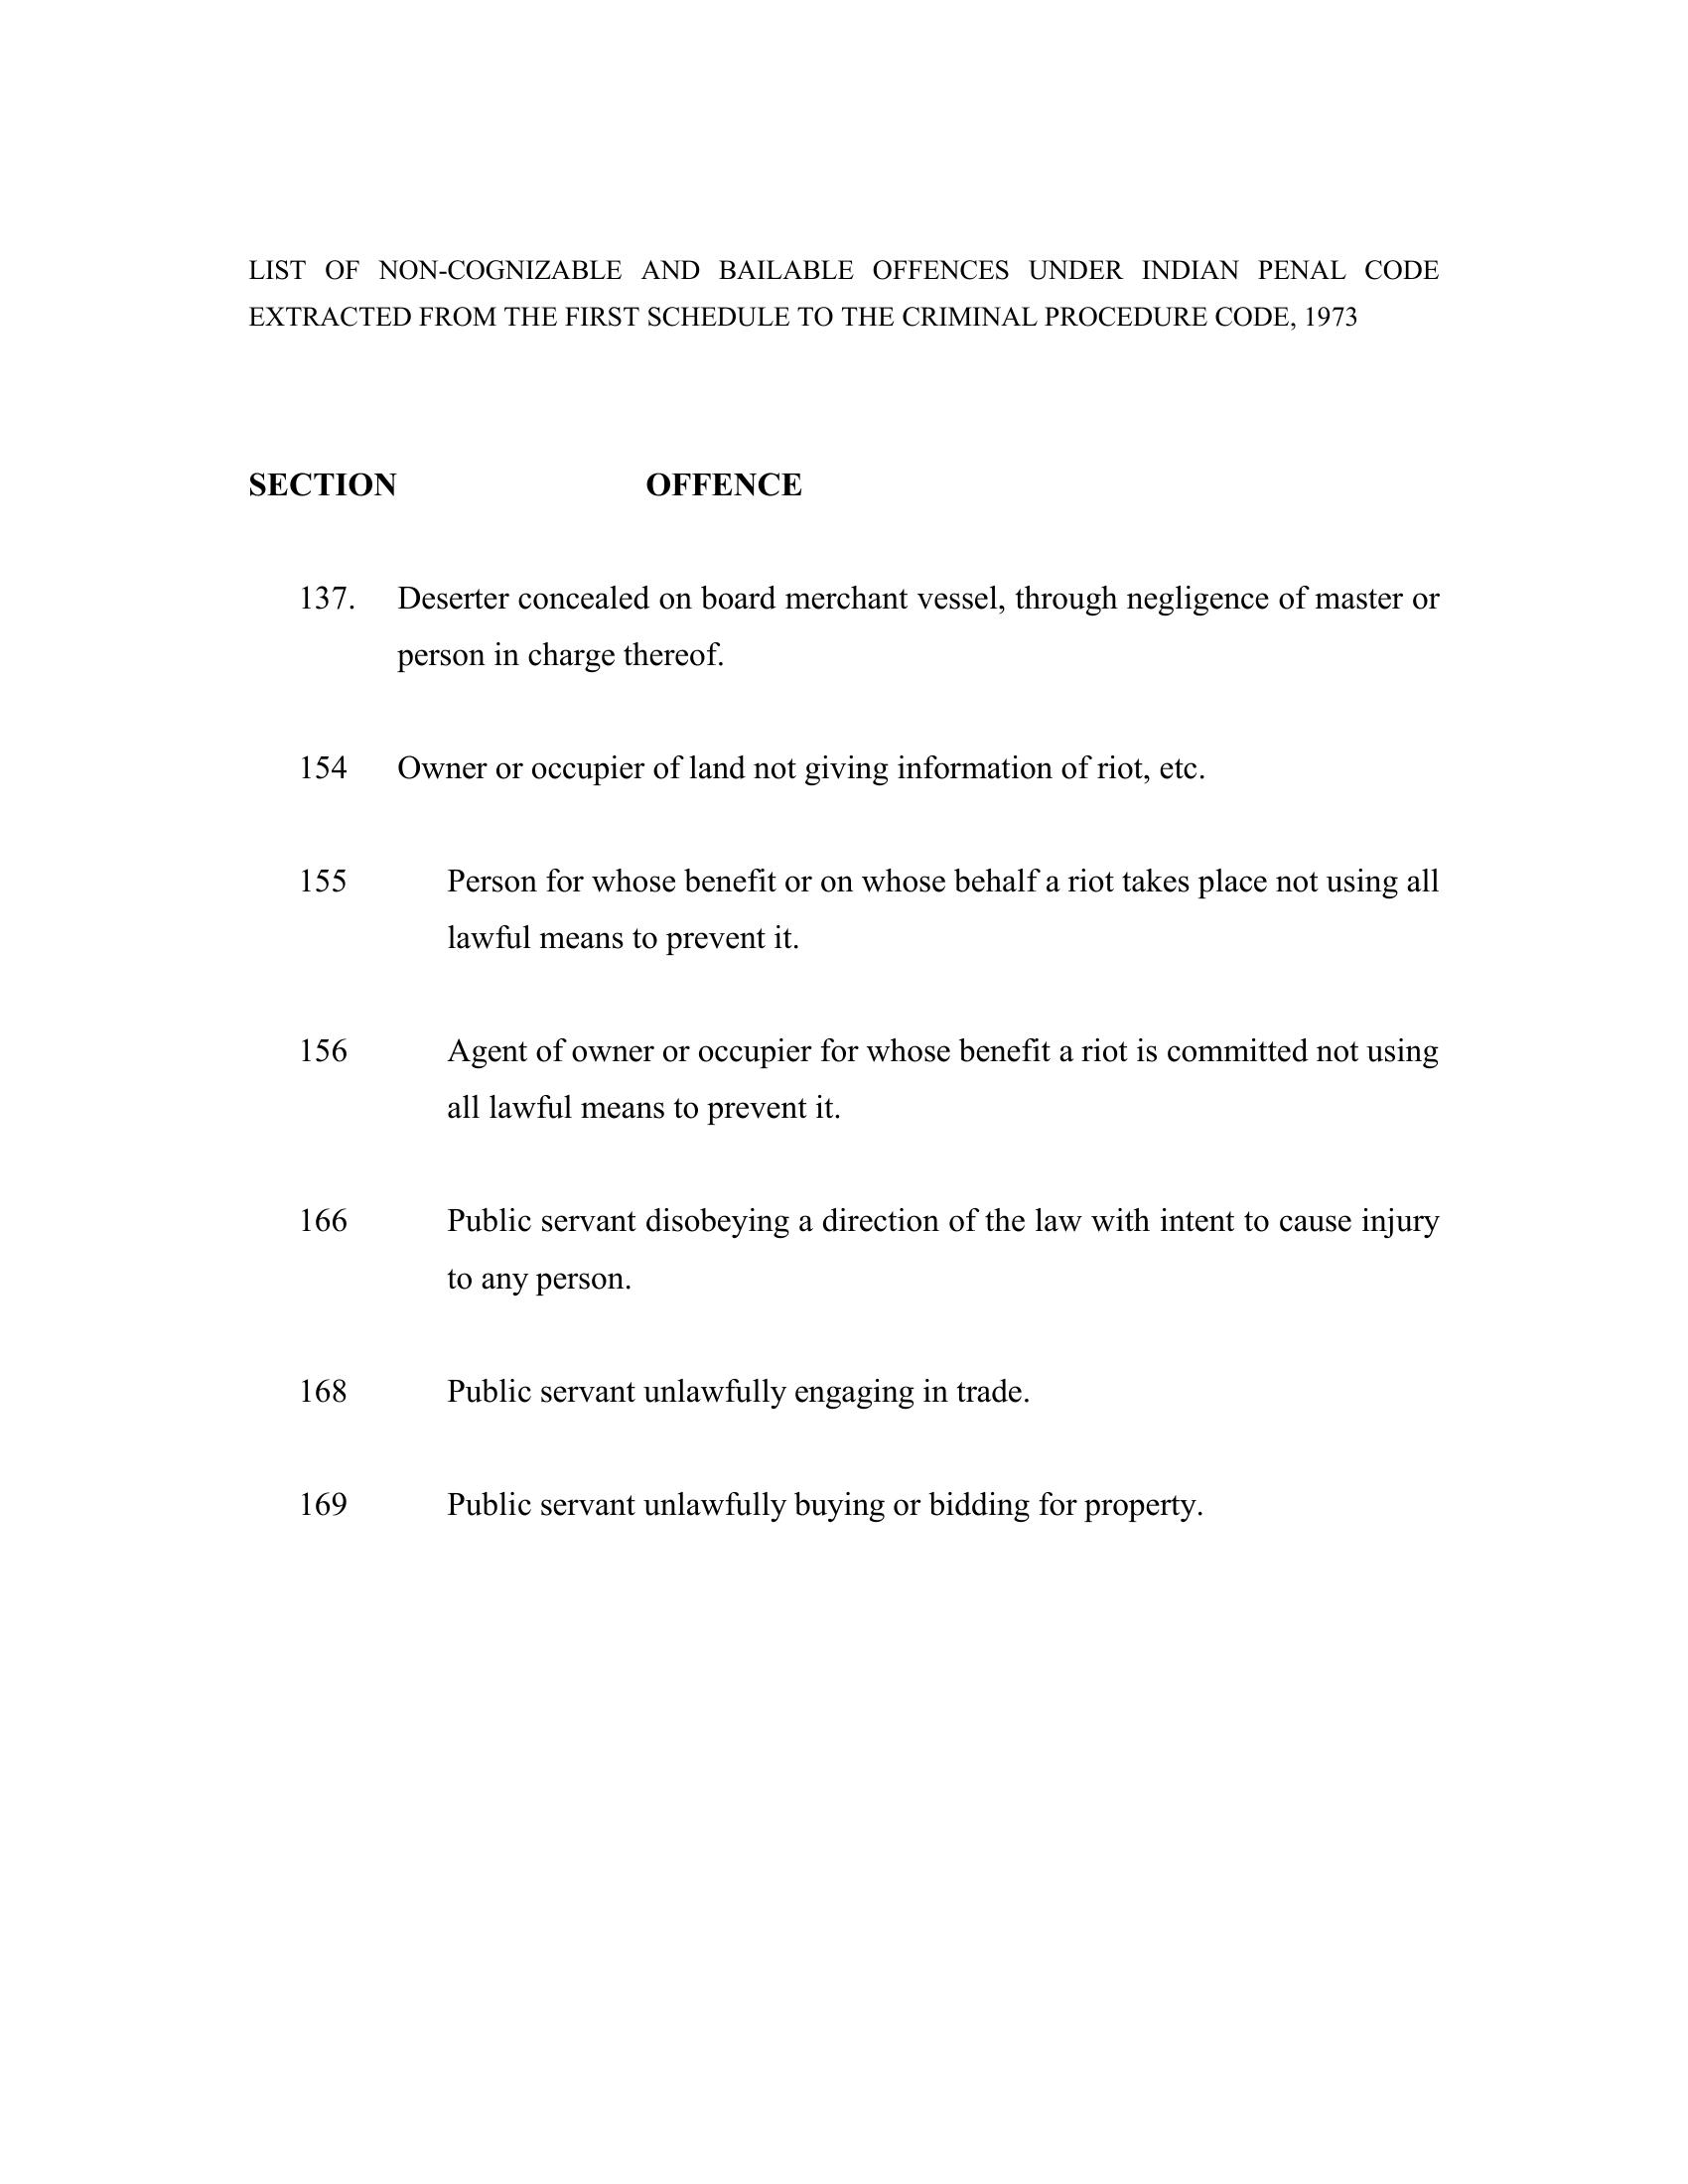 LIST OF NON-COGNIZABLE AND BAILABLE OFFENCES UNDER INDIAN PENAL CODE
EXTRACTED FROM THE FIRST SCHEDULE TO THE CRIMINAL PROCEDURE CODE, 1973
SECTION OFFENCE
137. Deserter concealed on board merchant vessel, through negligence of master or
person in charge thereof.
154 Owner or occupier of land not giving information of riot, etc.
155 Person for whose benefit or on whose behalf a riot takes place not using all
lawful means to prevent it.
156 Agent of owner or occupier for whose benefit a riot is committed not using
all lawful means to prevent it.
166 Public servant disobeying a direction of the law with intent to cause injury
to any person.
168 Public servant unlawfully engaging in trade.
169 Public servant unlawfully buying or bidding for property.